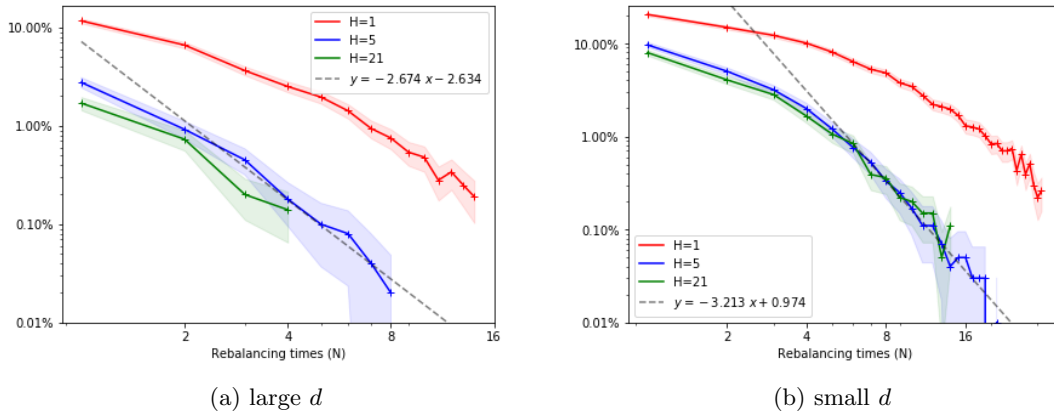 10.00%
1.00%
0.10%
0.01%
H=1
H=5
H=21
y = −2.674 x − 2.634
2 4 8 16
Rebalancing times (N)
(a) large d
10.00%
1.00%
0.10%
0.01%
H=1
H=5
H=21
y = −3.213 x + 0.974
2 4 8 16
Rebalancing times (N)
(b) small d